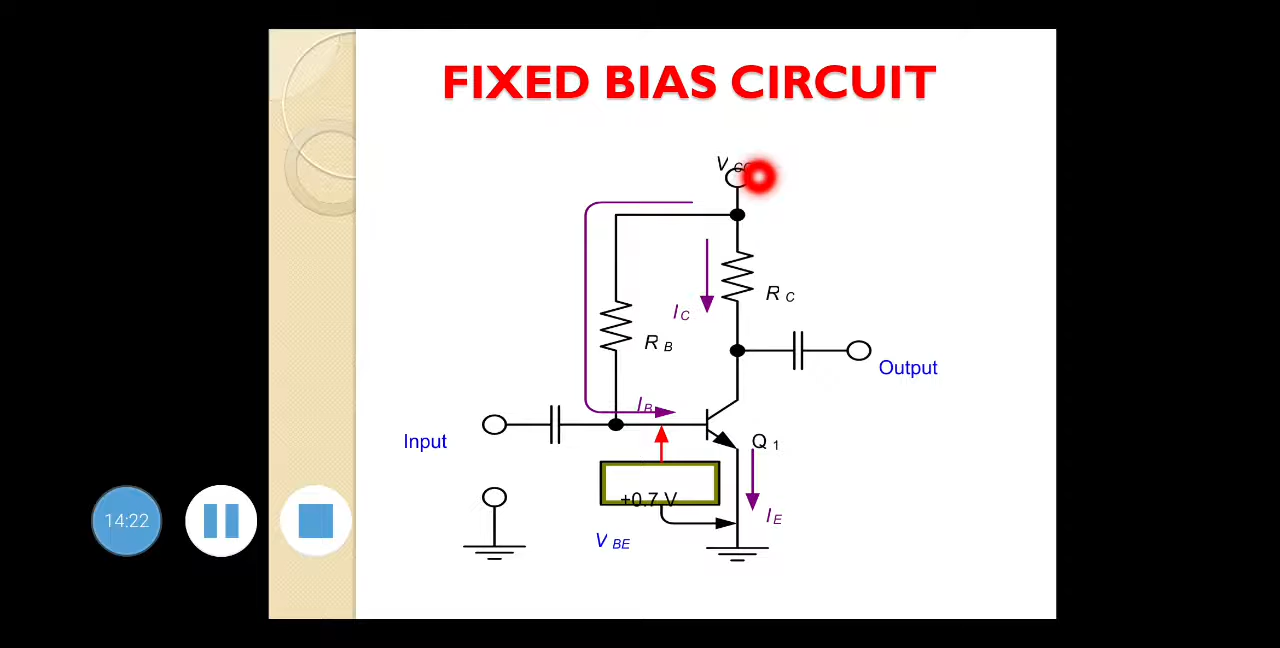 FIXED BIAS CIRCUIT
V CC
I C
R C
R B
Output
I B
Input
Q 1
+0.7 V
I E
14:22
V BE